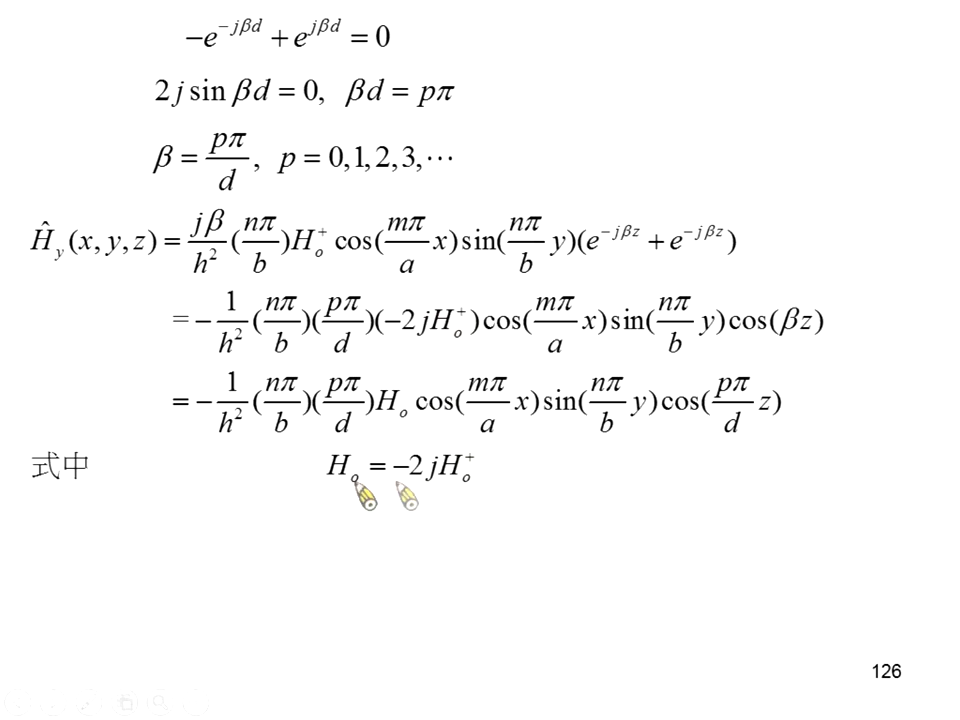 −e^{−jβd} + e^{jβd} = 0
2j sin βd = 0, βd = pπ
β = pπ/d, p = 0,1,2,3,⋯
Ĥ_y(x, y, z) = (jβ/h²)(nπ/b)H_o^+ cos(mπ/a x)sin(nπ/b y)(e^{−jβz} + e^{−jβz})
= −(1/h²)(nπ/b)(pπ/d)(−2jH_o^+)cos(mπ/a x)sin(nπ/b y)cos(βz)
= −(1/h²)(nπ/b)(pπ/d)H_o cos(mπ/a x)sin(nπ/b y)cos(pπ/d z)
式中 H_o = −2jH_o^+
126